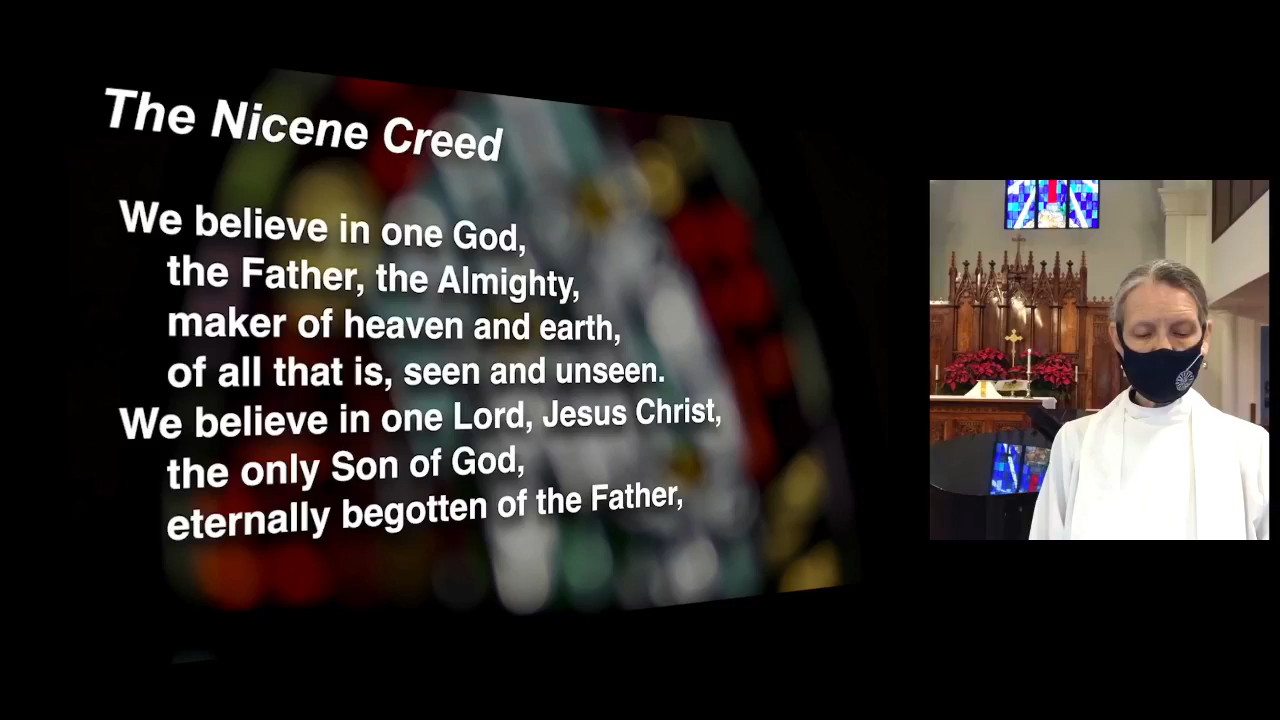 The Nicene Creed
We believe in one God,
the Father, the Almighty,
maker of heaven and earth,
of all that is, seen and unseen.
We believe in one Lord, Jesus Christ,
the only Son of God,
eternally begotten of the Father,